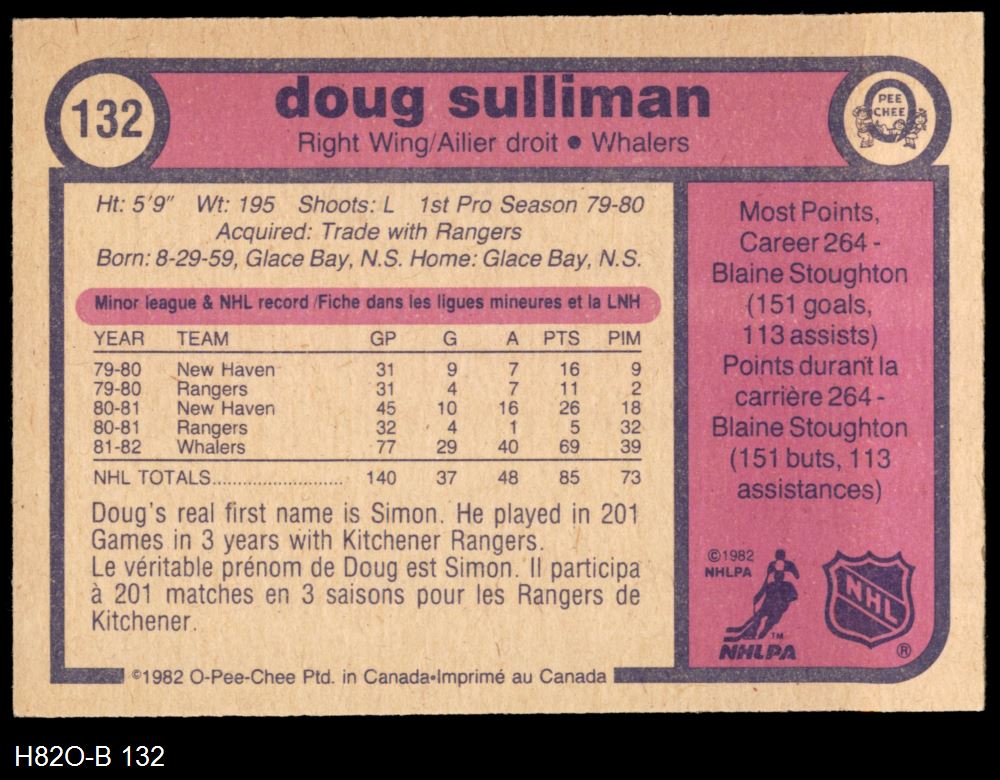 132
doug sulliman
Right Wing/Ailier droit • Whalers
O
PEE
CHEE
Ht: 5'9" Wt: 195 Shoots: L 1st Pro Season 79-80
Acquired: Trade with Rangers
Born: 8-29-59, Glace Bay, N.S. Home: Glace Bay, N.S.
Minor league & NHL record /Fiche dans les ligues mineures et la LNH
YEAR TEAM GP G A PTS PIM
79-80 New Haven 31 9 7 16 9
79-80 Rangers 31 4 7 11 2
80-81 New Haven 45 10 16 26 18
80-81 Rangers 32 4 1 5 32
81-82 Whalers 77 29 40 69 39
NHL TOTALS........................ 140 37 48 85 73
Doug's real first name is Simon. He played in 201
Games in 3 years with Kitchener Rangers.
Le véritable prénom de Doug est Simon. Il participa
à 201 matches en 3 saisons pour les Rangers de
Kitchener.
©1982 O-Pee-Chee Ptd. in Canada•Imprimé au Canada
Most Points,
Career 264 -
Blaine Stoughton
(151 goals,
113 assists)
Points durant la
carrière 264 -
Blaine Stoughton
(151 buts, 113
assistances)
©1982
NHLPA
TM
NHLPA
NHL
®
H82O-B 132